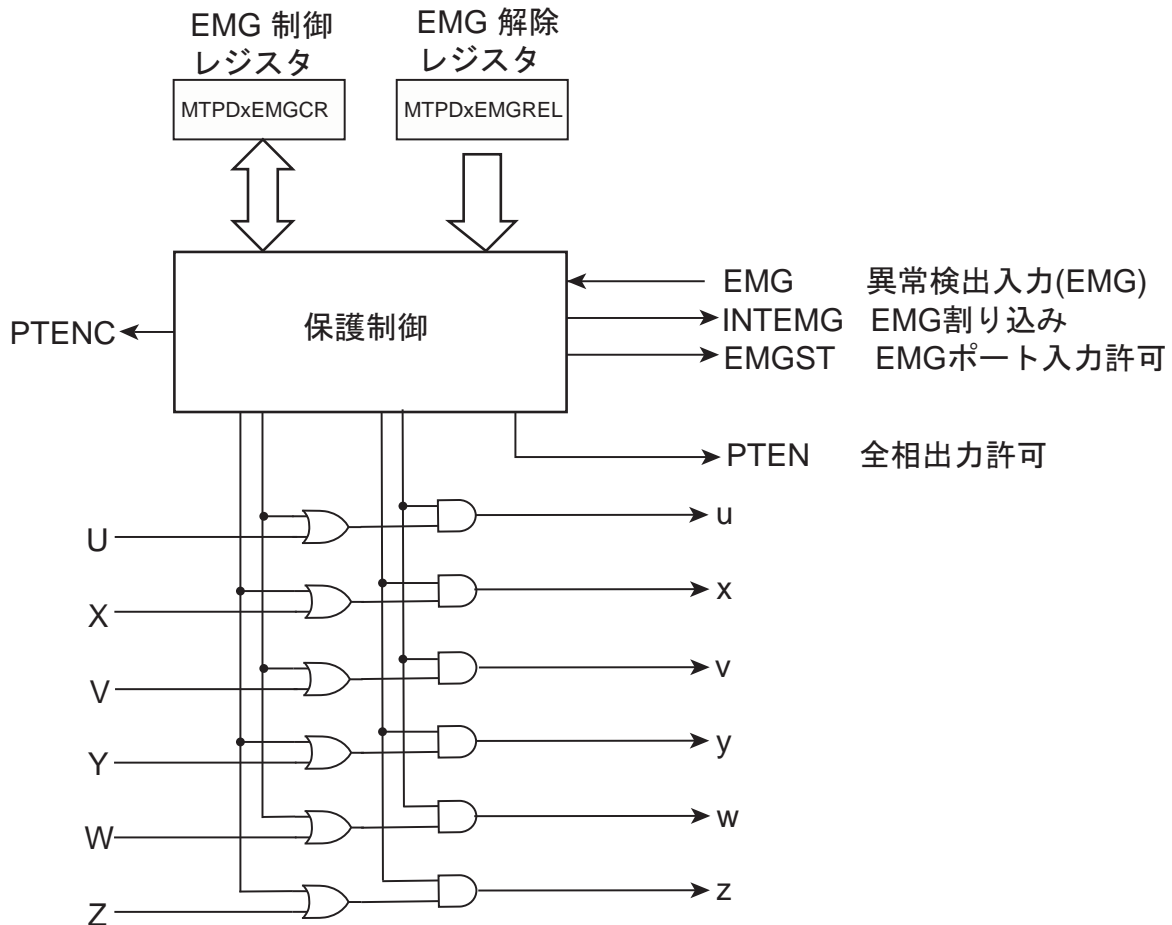 EMG 制御
レジスタ
EMG 解除
レジスタ
MTPDxEMGCR
MTPDxEMGREL
保護制御
PTENC
EMG 異常検出入力(EMG)
INTEMG EMG割り込み
EMGST EMGポート入力許可
PTEN 全相出力許可
U u
X x
V v
Y y
W w
Z z